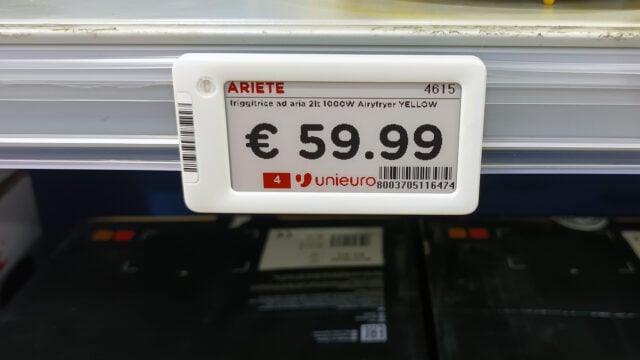 ARIETE 4615
friggitrice ad aria 2lt 1000W Airyfryer YELLOW
€ 59.99
4 unieuro
8003705116474